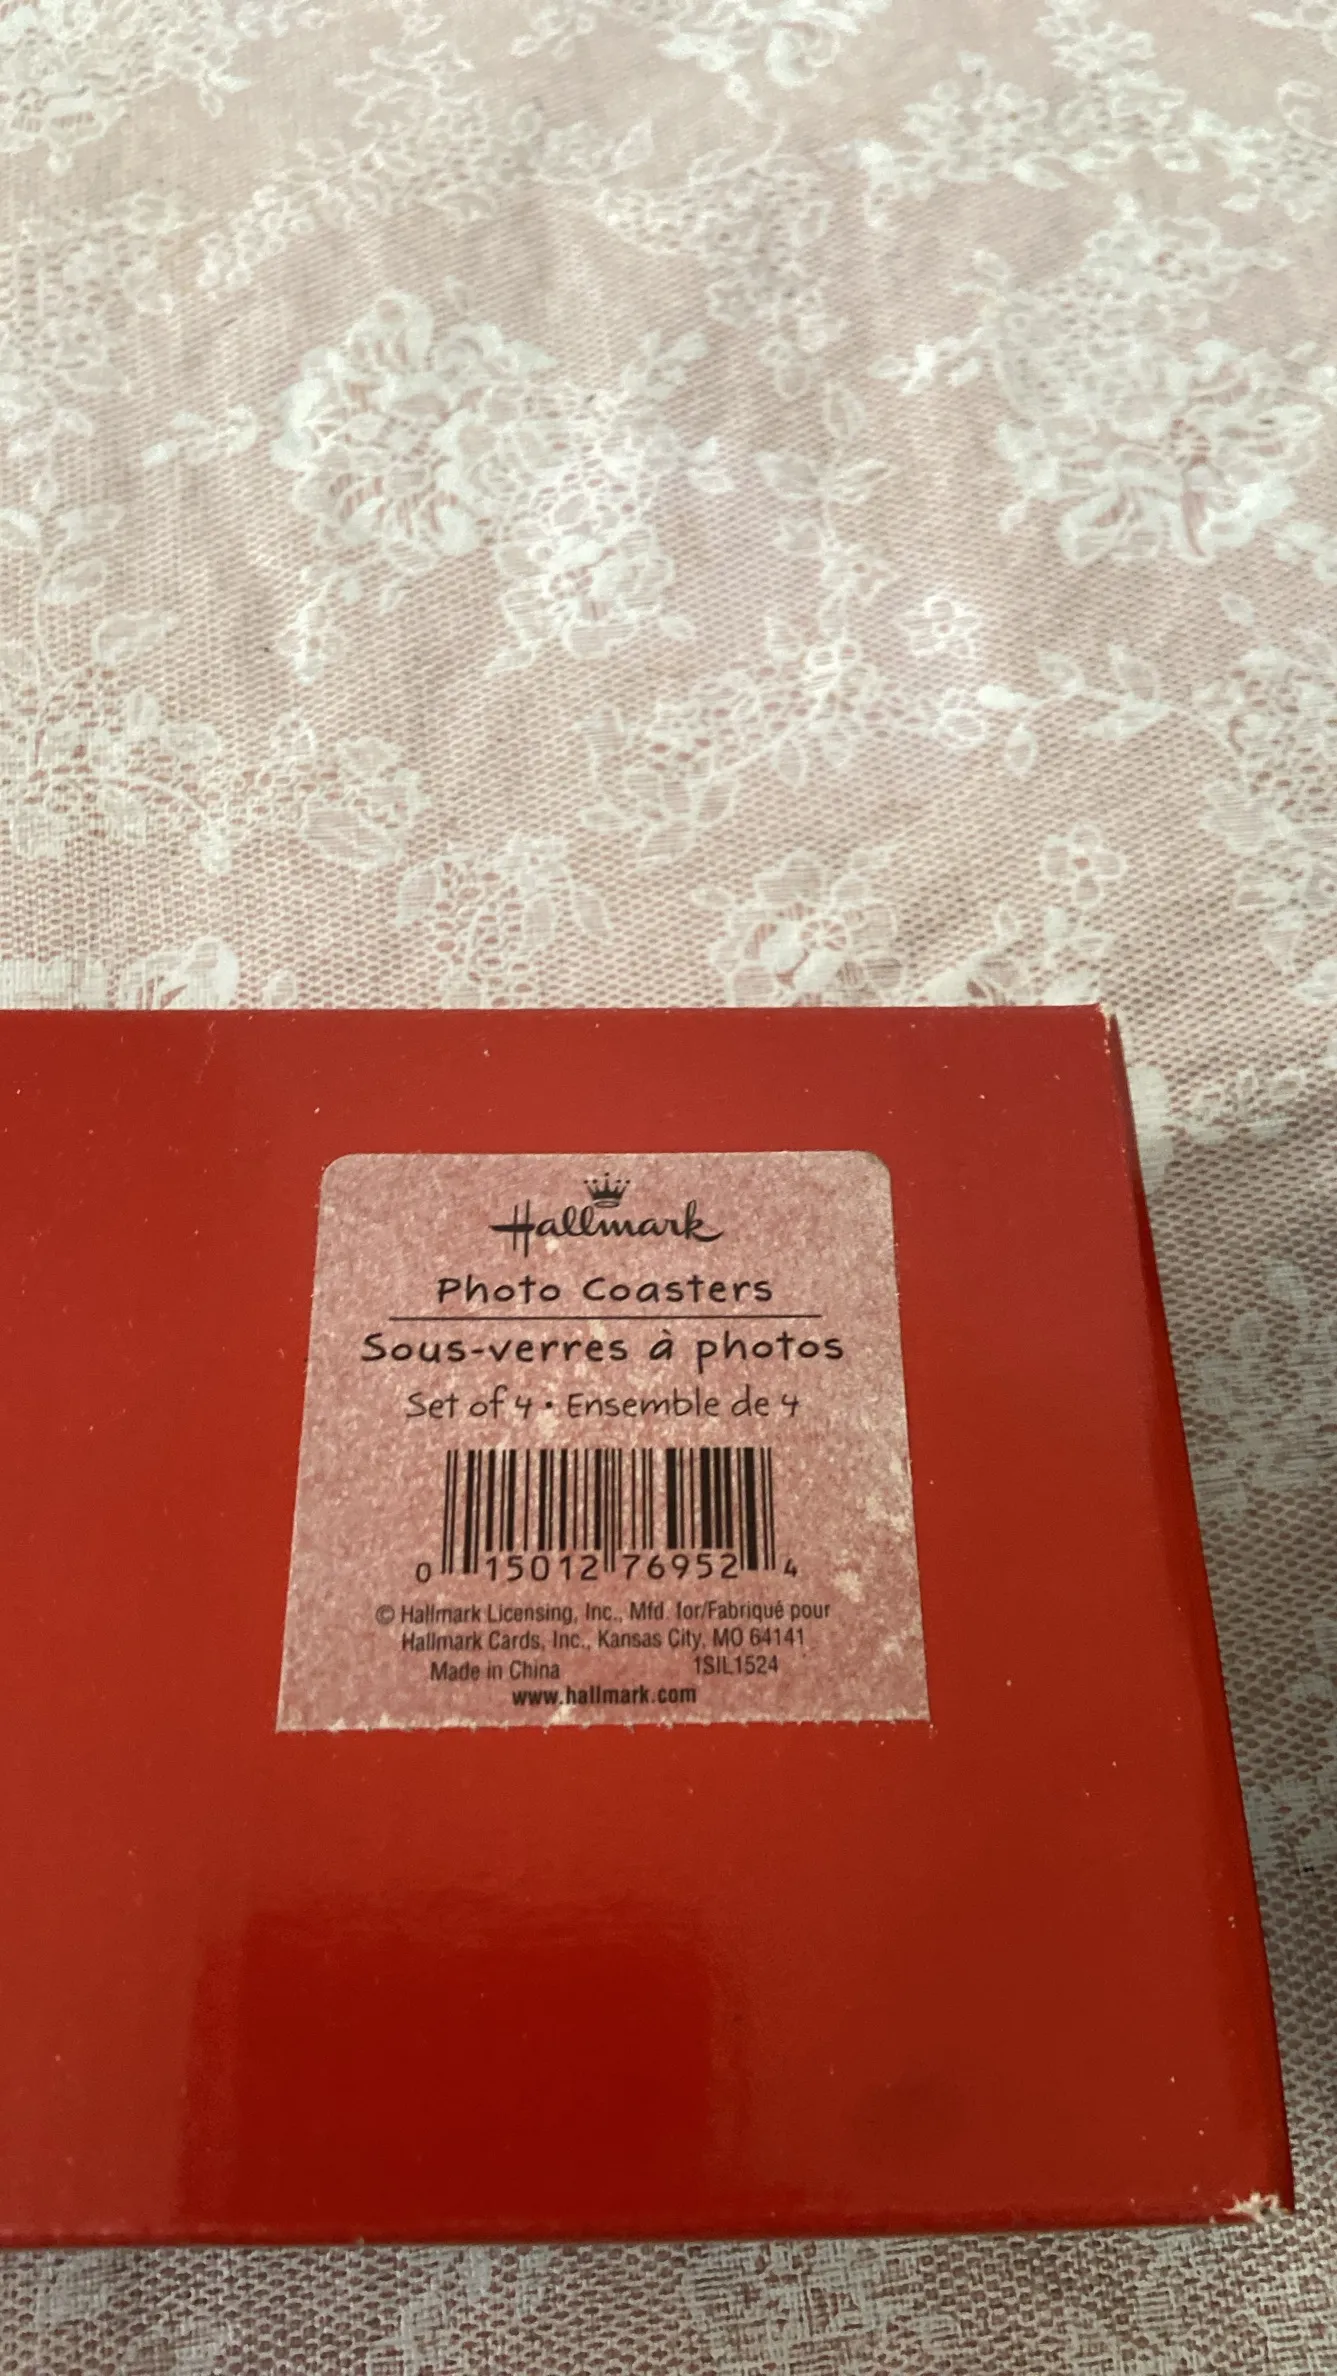 Hallmark
Photo Coasters
Sous-verres à photos
Set of 4 • Ensemble de 4
0 15012 76952 4
© Hallmark Licensing, Inc., Mfd. for/Fabriqué pour
Hallmark Cards, Inc., Kansas City, MO 64141
Made in China 1SIL1524
www.hallmark.com